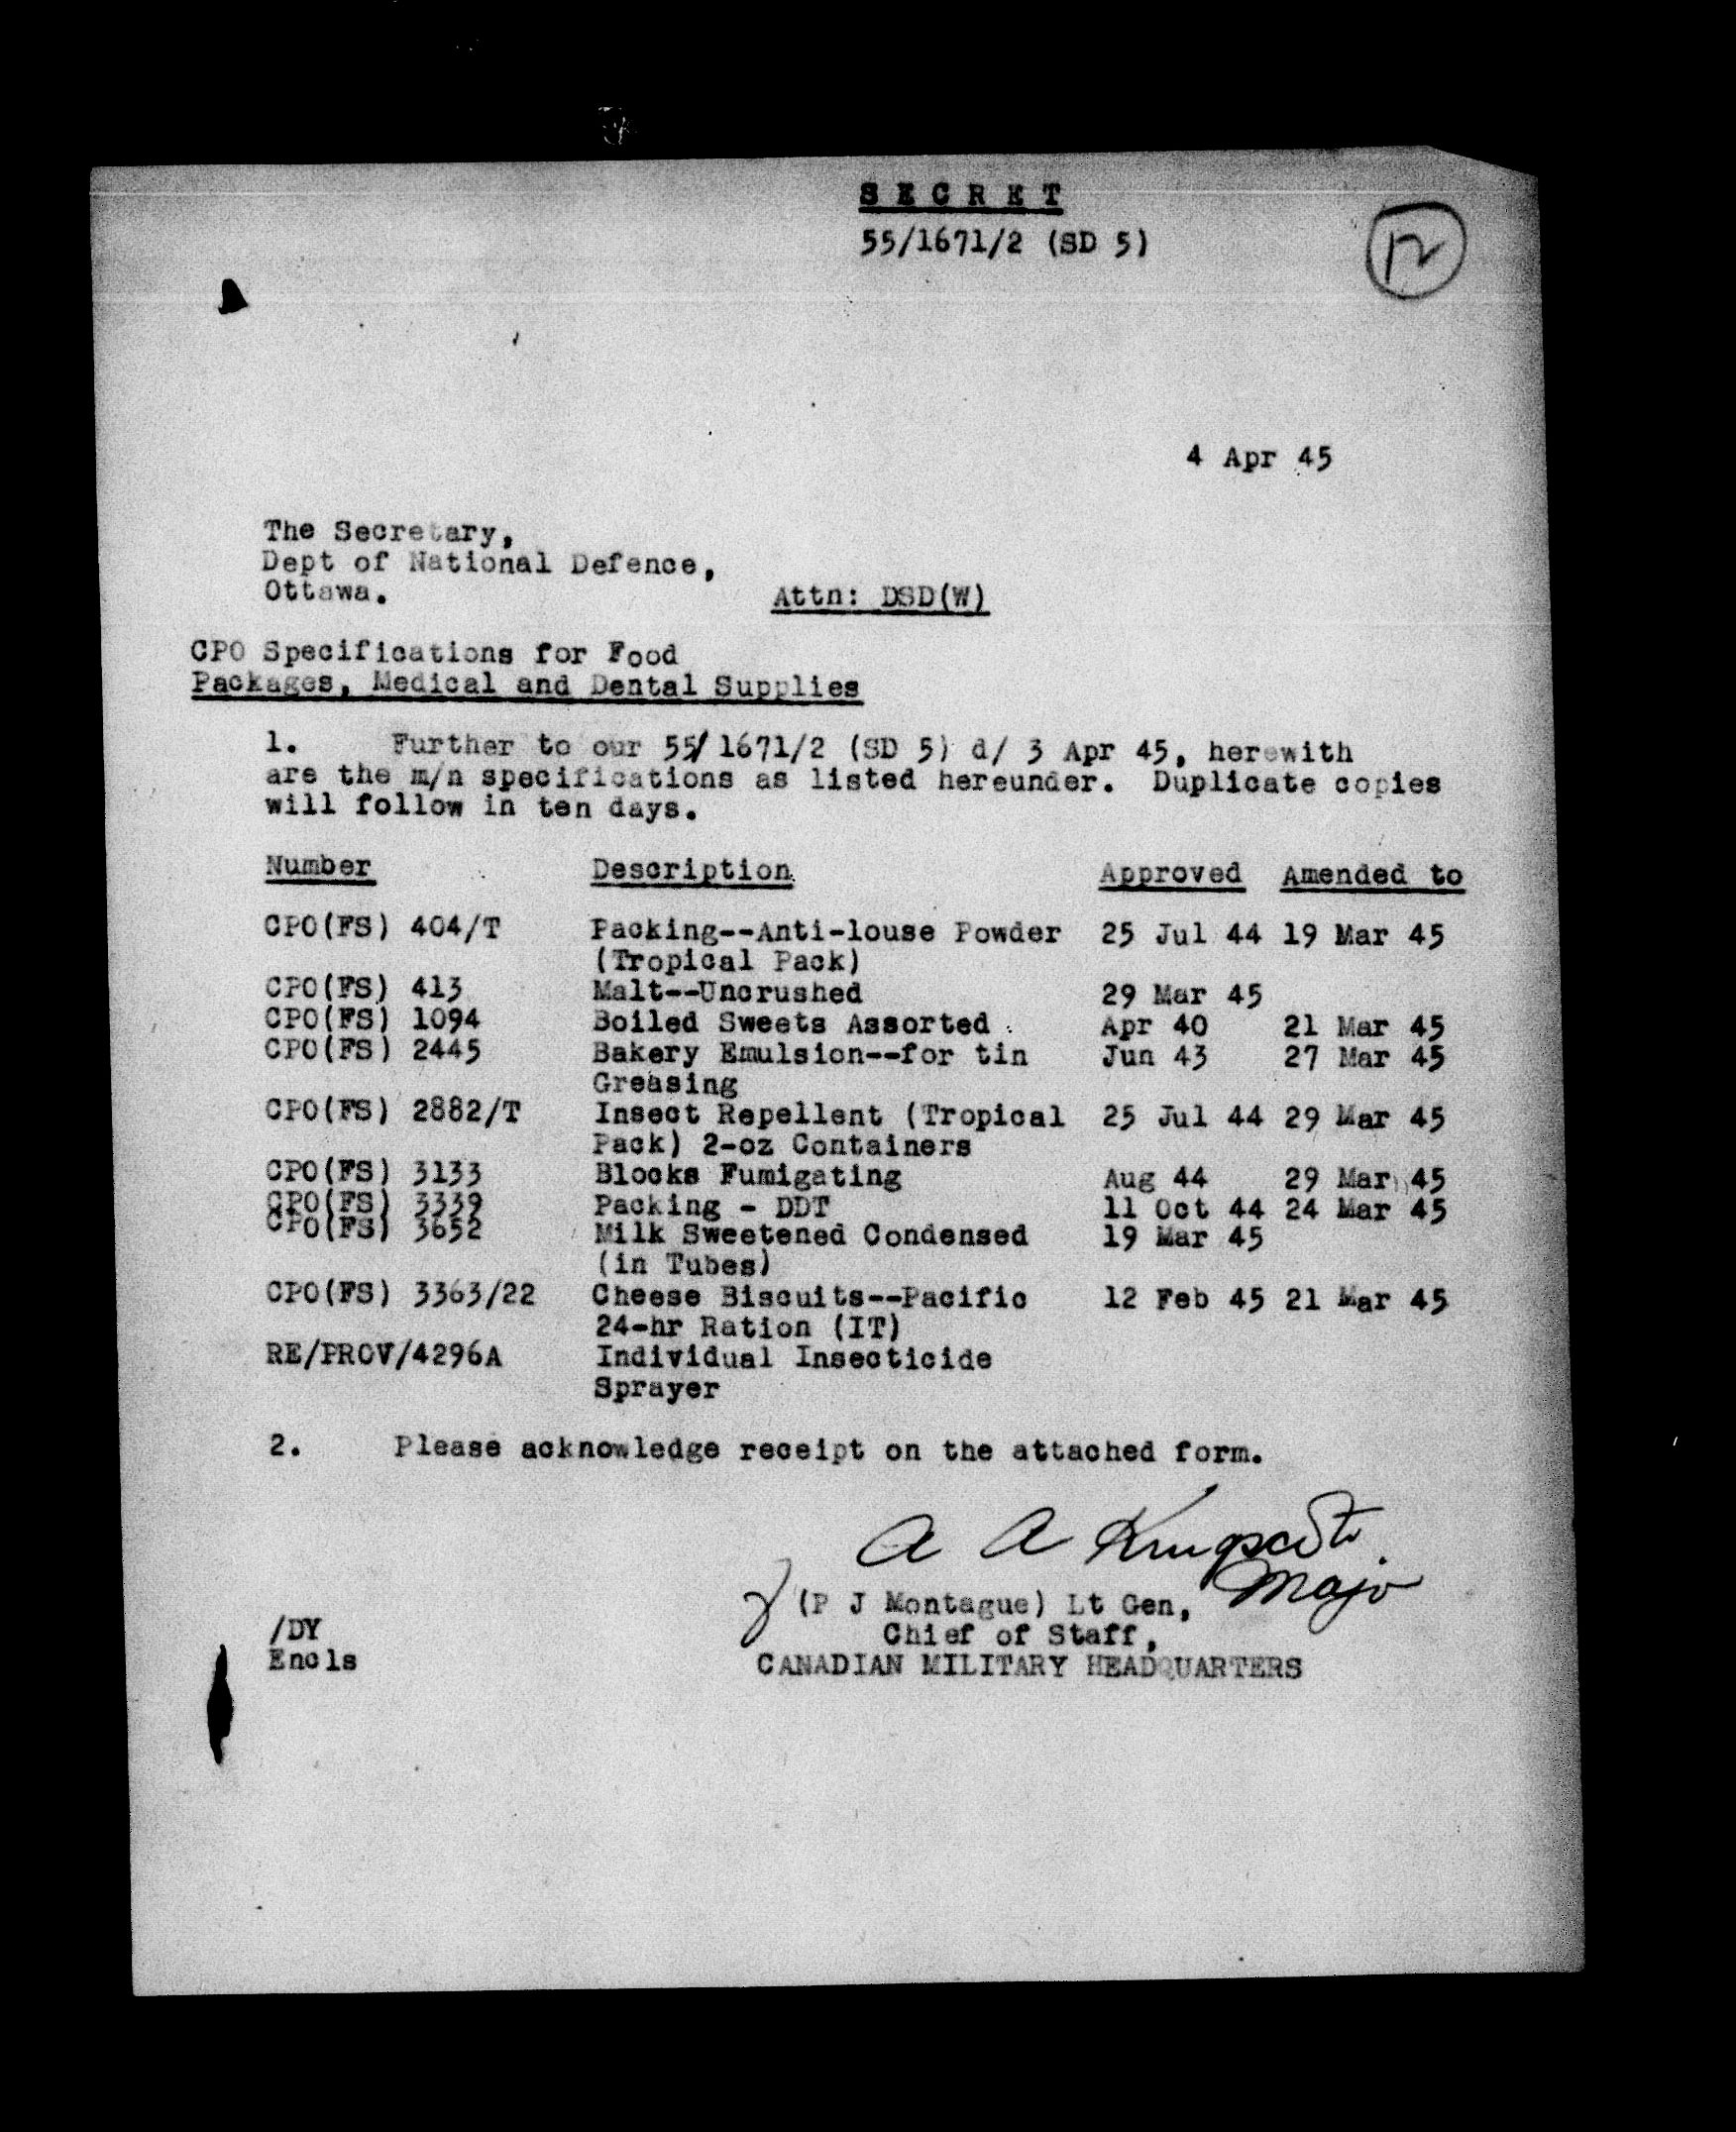 SECRET
55/1671/2 (SD 5)
4 Apr 45
The Secretary,
Dept of National Defence,
Ottawa.
Attn: DSD(W)
CPO Specifications for Food
Packages, Medical and Dental Supplies
1. Further to our 55/1671/2 (SD 5) d/ 3 Apr 45, herewith
are the m/n specifications as listed hereunder. Duplicate copies
will follow in ten days.
Number Description Approved Amended to
CPO(FS) 404/T Packing--Anti-louse Powder 25 Jul 44 19 Mar 45
(Tropical Pack)
CPO(FS) 413 Malt--Uncrushed 29 Mar 45
CPO(FS) 1094 Boiled Sweets Assorted Apr 40 21 Mar 45
CPO(FS) 2445 Bakery Emulsion--for tin Jun 43 27 Mar 45
Greasing
CPO(FS) 2882/T Insect Repellent (Tropical 25 Jul 44 29 Mar 45
Pack) 2-oz Containers
CPO(FS) 3133 Blocks Fumigating Aug 44 29 Mar 45
CPO(FS) 3339 Packing - DDT 11 Oct 44 24 Mar 45
CPO(FS) 3652 Milk Sweetened Condensed 19 Mar 45
(in Tubes)
CPO(FS) 3363/22 Cheese Biscuits--Pacific 12 Feb 45 21 Mar 45
24-hr Ration (IT)
RE/PROV/4296A Individual Insecticide
Sprayer
2. Please acknowledge receipt on the attached form.
A A
Major
(P J Montague) Lt Gen,
/DY Chief of Staff,
Encls CANADIAN MILITARY HEADQUARTERS